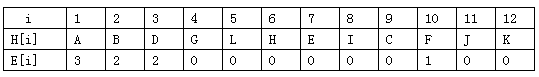 i 1 2 3 4 5 6 7 8 9 10 11 12
H[i] A B D G L H E I C F J K
E[i] 3 2 2 0 0 0 0 0 0 1 0 0